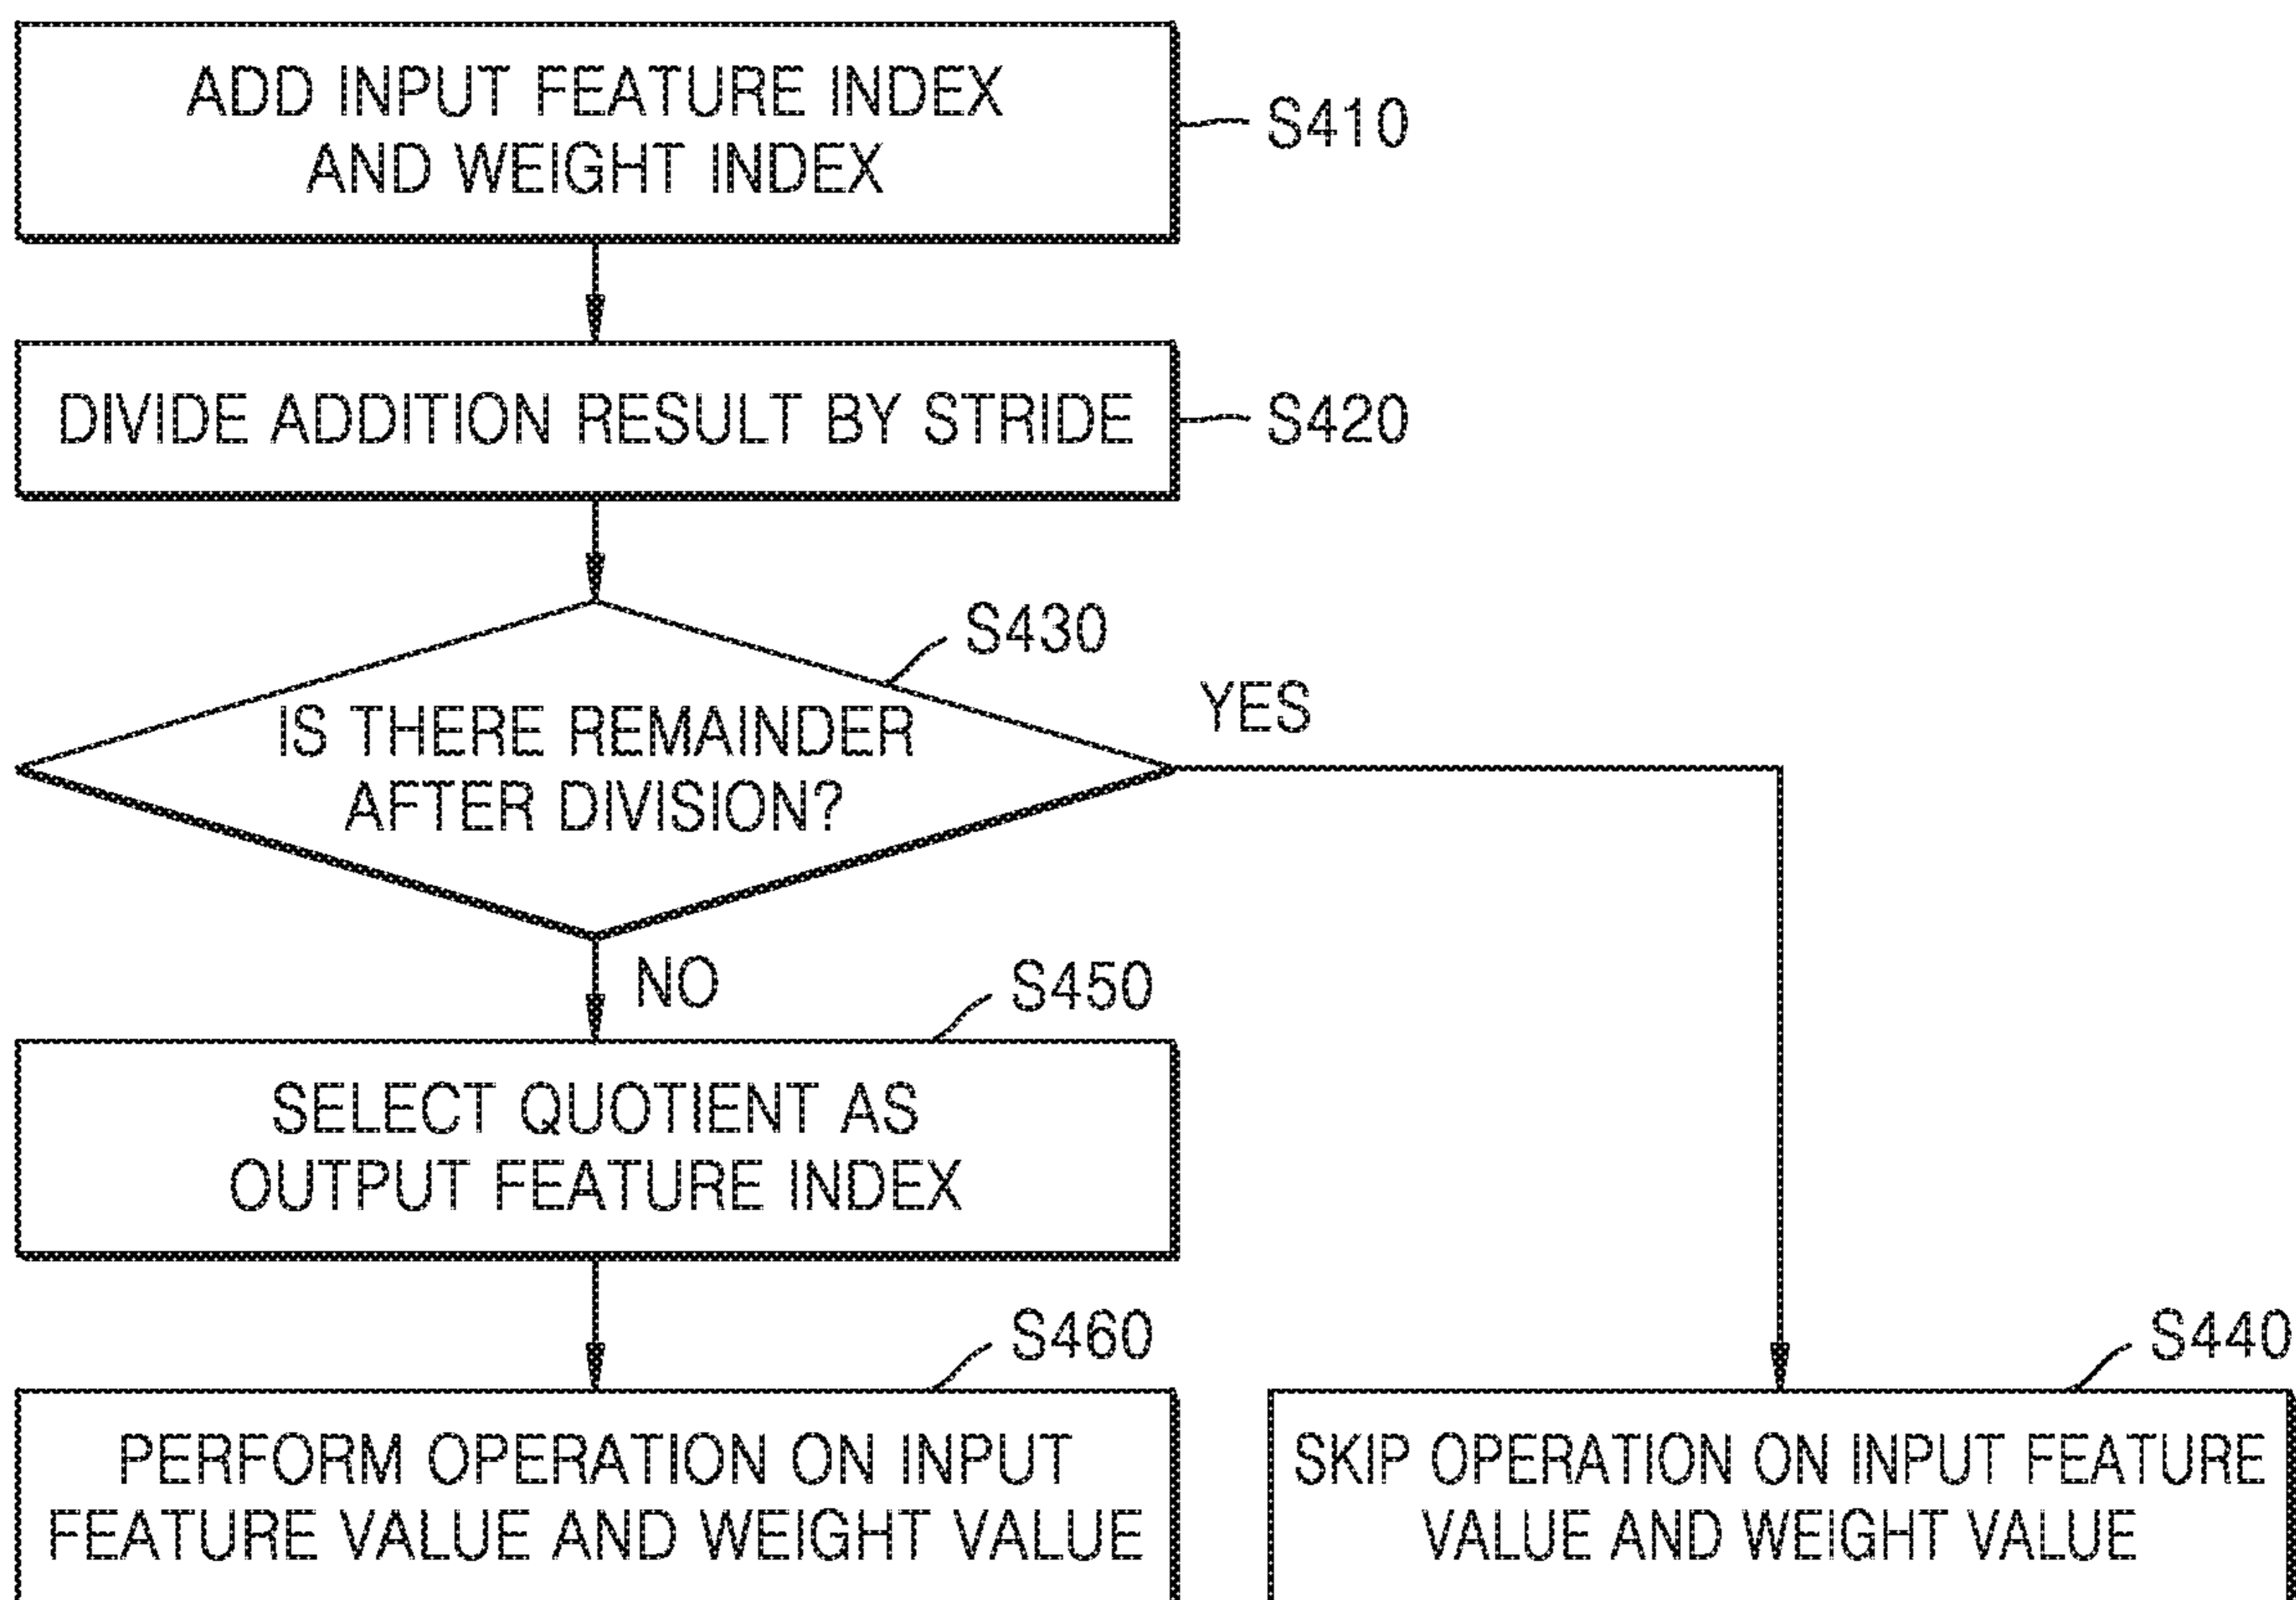 ADD INPUT FEATURE INDEX
AND WEIGHT INDEX
S410
DIVIDE ADDITION RESULT BY STRIDE
S420
S430
IS THERE REMAINDER
AFTER DIVISION?
YES
NO
S450
SELECT QUOTIENT AS
OUTPUT FEATURE INDEX
S460
PERFORM OPERATION ON INPUT
FEATURE VALUE AND WEIGHT VALUE
S440
SKIP OPERATION ON INPUT FEATURE
VALUE AND WEIGHT VALUE